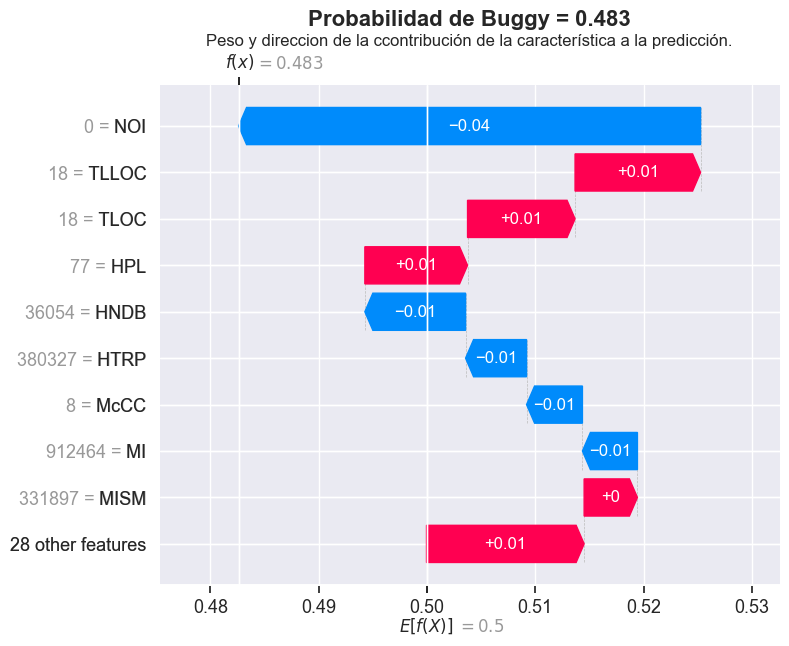 Probabilidad de Buggy = 0.483
Peso y direccion de la ccontribución de la característica a la predicción.
f(x) = 0.483
0 = NOI −0.04
18 = TLLOC +0.01
18 = TLOC +0.01
77 = HPL +0.01
36054 = HNDB −0.01
380327 = HTRP −0.01
8 = McCC −0.01
912464 = MI −0.01
331897 = MISM +0
28 other features +0.01
0.48 0.49 0.50 0.51 0.52 0.53
E[f(X)] = 0.5